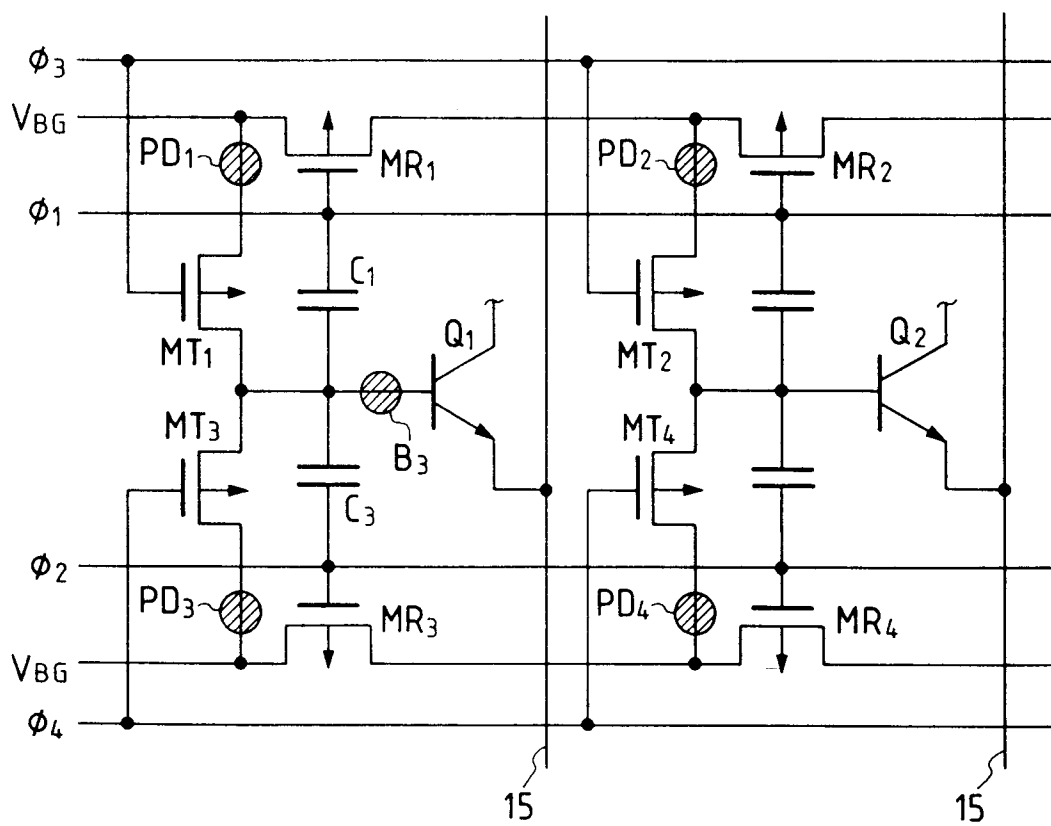 ϕ3
VBG
PD1
MR1
PD2
MR2
ϕ1
C1
Q1
Q2
MT1
MT2
MT3
B3
MT4
C3
ϕ2
PD3
MR3
PD4
MR4
VBG
ϕ4
15
15